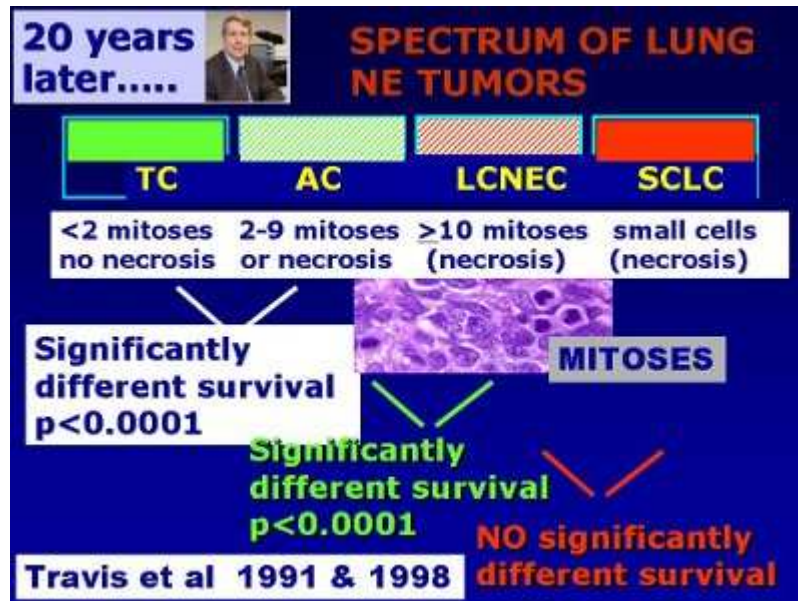 20 years
later.....
SPECTRUM OF LUNG
NE TUMORS
TC AC LCNEC SCLC
<2 mitoses 2-9 mitoses ≥10 mitoses small cells
no necrosis or necrosis (necrosis) (necrosis)
MITOSES
Significantly
different survival
p<0.0001
Significantly
different survival
p<0.0001
NO significantly
different survival
Travis et al 1991 & 1998